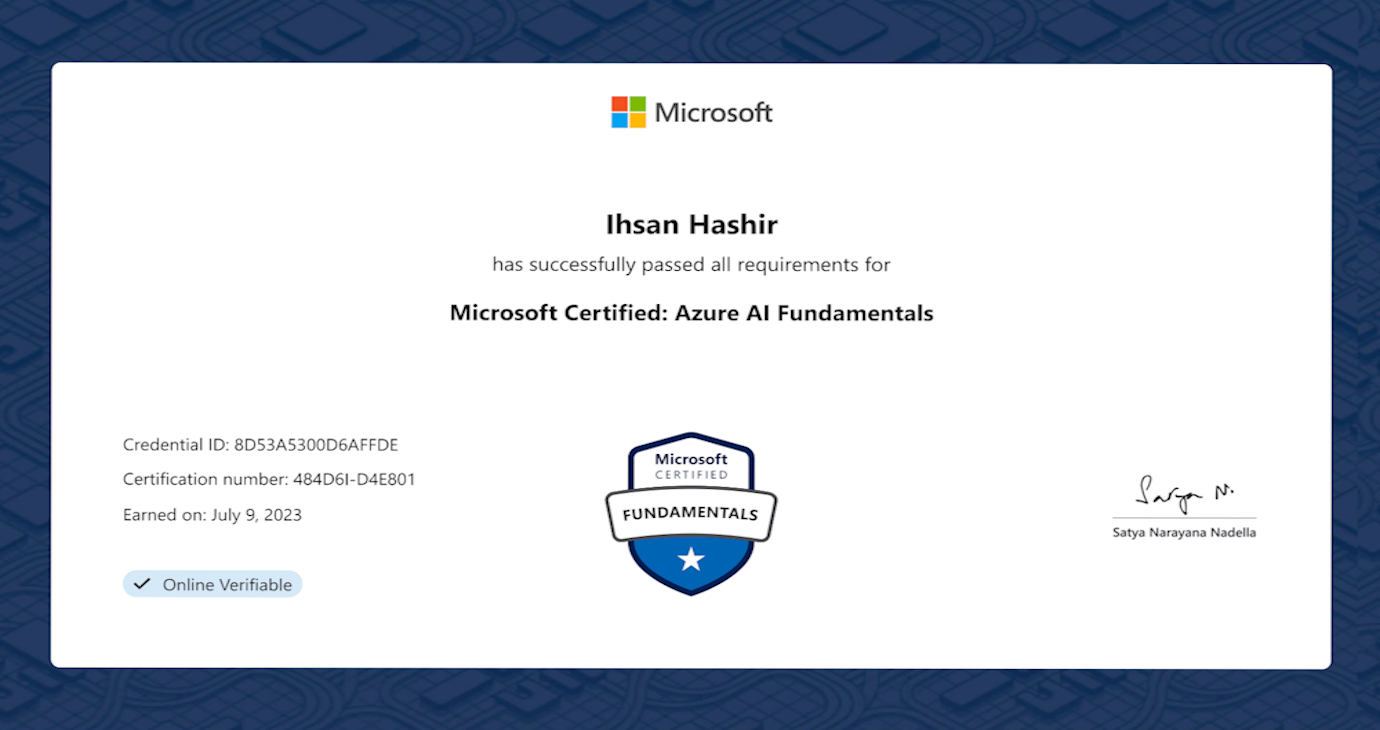 Microsoft
Ihsan Hashir
has successfully passed all requirements for
Microsoft Certified: Azure AI Fundamentals
Credential ID: 8D53A5300D6AFFDE
Certification number: 484D6I-D4E801
Earned on: July 9, 2023
Online Verifiable
Microsoft
CERTIFIED
FUNDAMENTALS
Satya N.
Satya Narayana Nadella